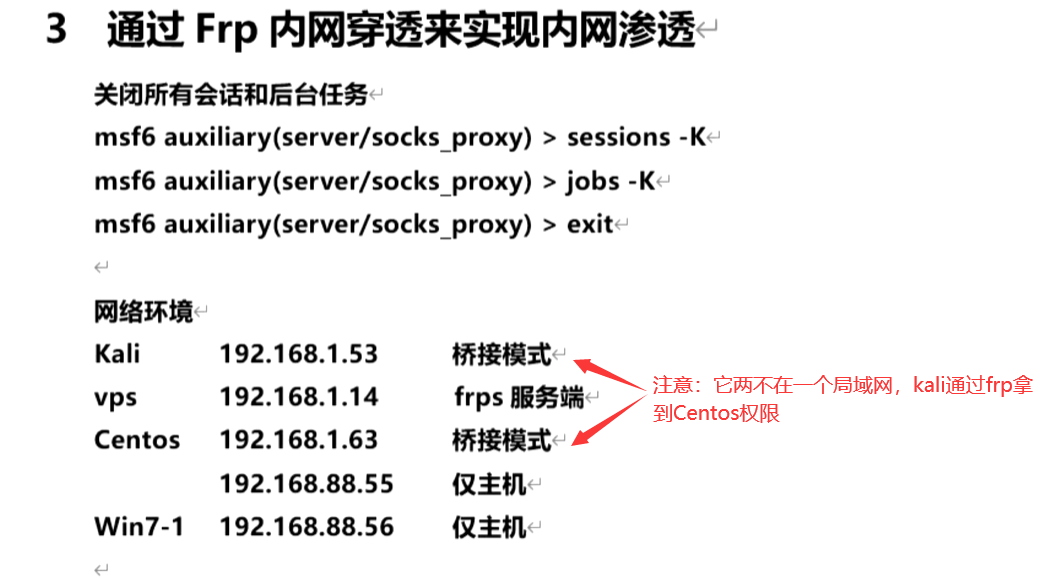 3 通过 Frp 内网穿透来实现内网渗透
关闭所有会话和后台任务
msf6 auxiliary(server/socks_proxy) > sessions -K
msf6 auxiliary(server/socks_proxy) > jobs -K
msf6 auxiliary(server/socks_proxy) > exit
网络环境
Kali 192.168.1.53 桥接模式
vps 192.168.1.14 frps 服务端
Centos 192.168.1.63 桥接模式
192.168.88.55 仅主机
Win7-1 192.168.88.56 仅主机
注意：它两不在一个局域网，kali通过frp拿
到Centos权限